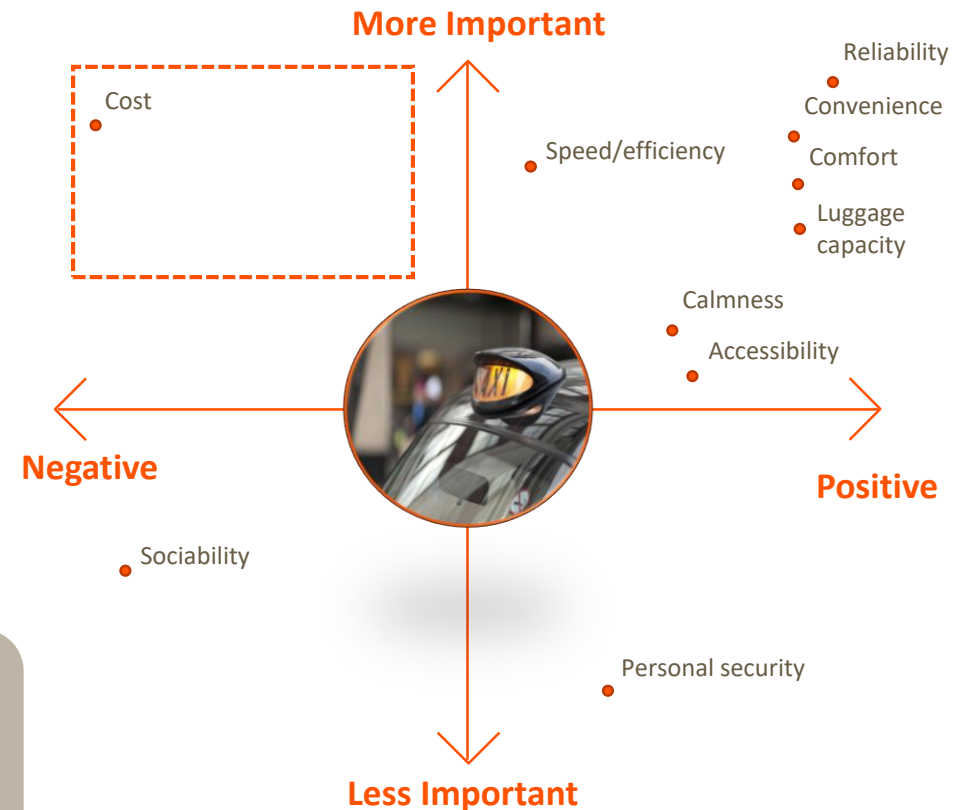 More Important
Reliability
Cost
Convenience
Speed/efficiency
Comfort
Luggage
capacity
Calmness
Accessibility
TAXI
Negative
Positive
Sociability
Personal security
Less Important